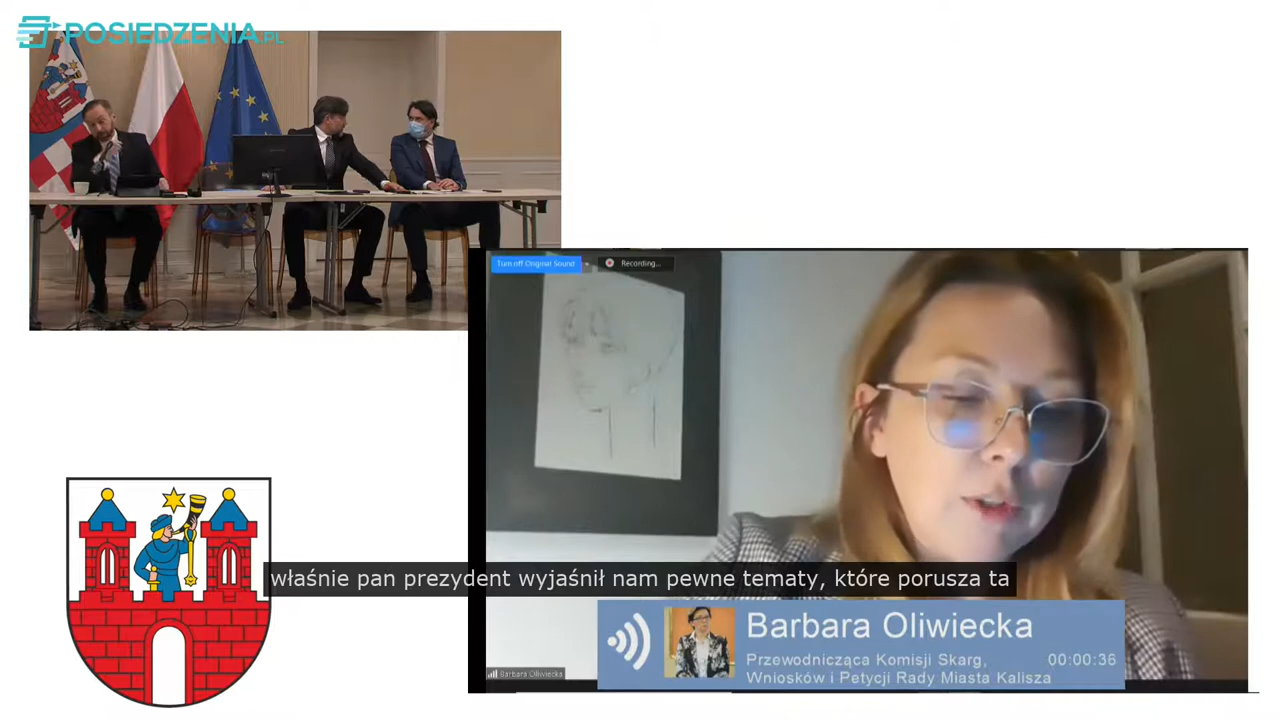 POSIEDZENIA.PL
Turn off Original Sound
Recording...
właśnie pan prezydent wyjaśnił nam pewne tematy, które porusza ta
Barbara Oliwiecka
Przewodnicząca Komisji Skarg, 00:00:36
Wniosków i Petycji Rady Miasta Kalisza
Barbara Oliwiecka